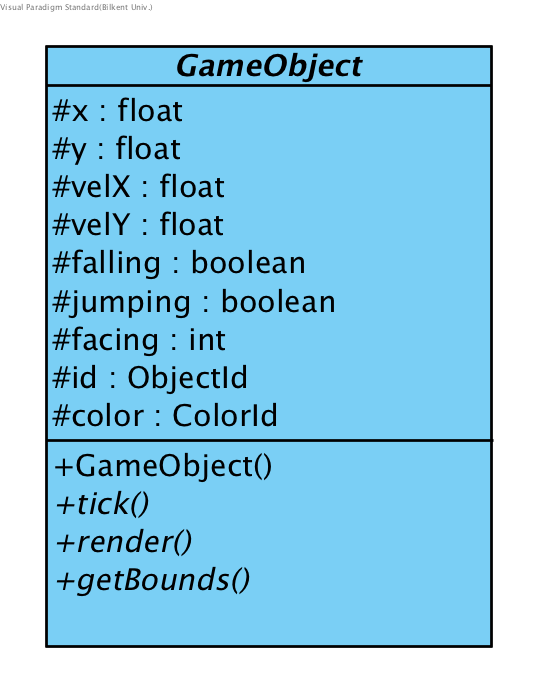 Visual Paradigm Standard(Bilkent Univ.)
GameObject
#x : float
#y : float
#velX : float
#velY : float
#falling : boolean
#jumping : boolean
#facing : int
#id : ObjectId
#color : ColorId
+GameObject()
+tick()
+render()
+getBounds()